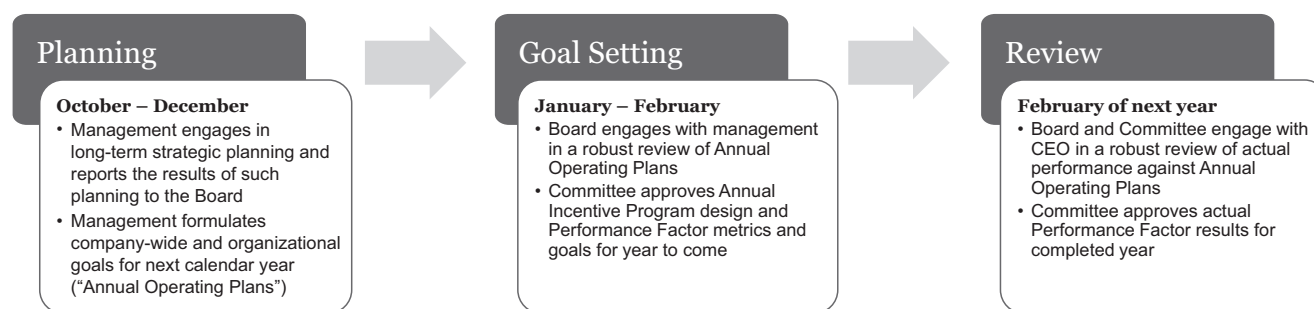 Planning
October – December
• Management engages in
long-term strategic planning and
reports the results of such
planning to the Board
• Management formulates
company-wide and organizational
goals for next calendar year
(“Annual Operating Plans”)
Goal Setting
January – February
• Board engages with management
in a robust review of Annual
Operating Plans
• Committee approves Annual
Incentive Program design and
Performance Factor metrics and
goals for year to come
Review
February of next year
• Board and Committee engage with
CEO in a robust review of actual
performance against Annual
Operating Plans
• Committee approves actual
Performance Factor results for
completed year